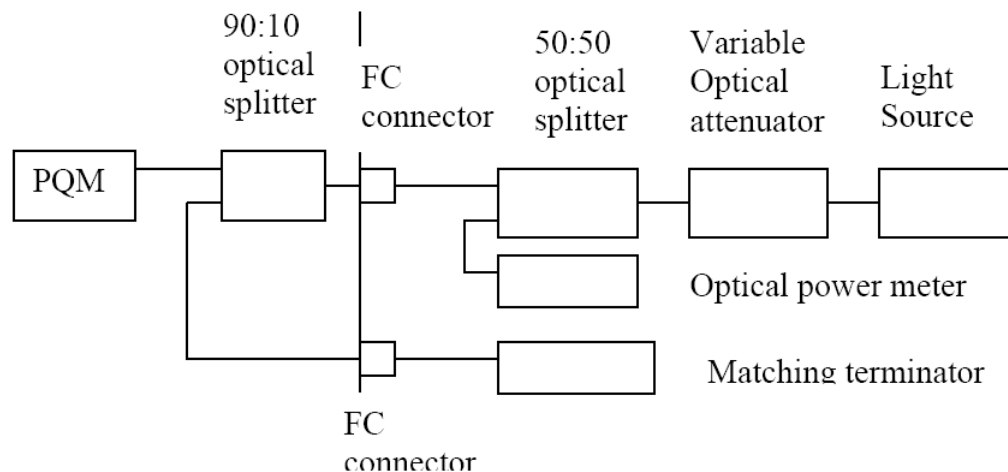 90:10
optical
splitter
FC
connector
50:50
optical
splitter
Variable
Optical
attenuator
Light
Source
PQM
Optical power meter
Matching terminator
FC
connector